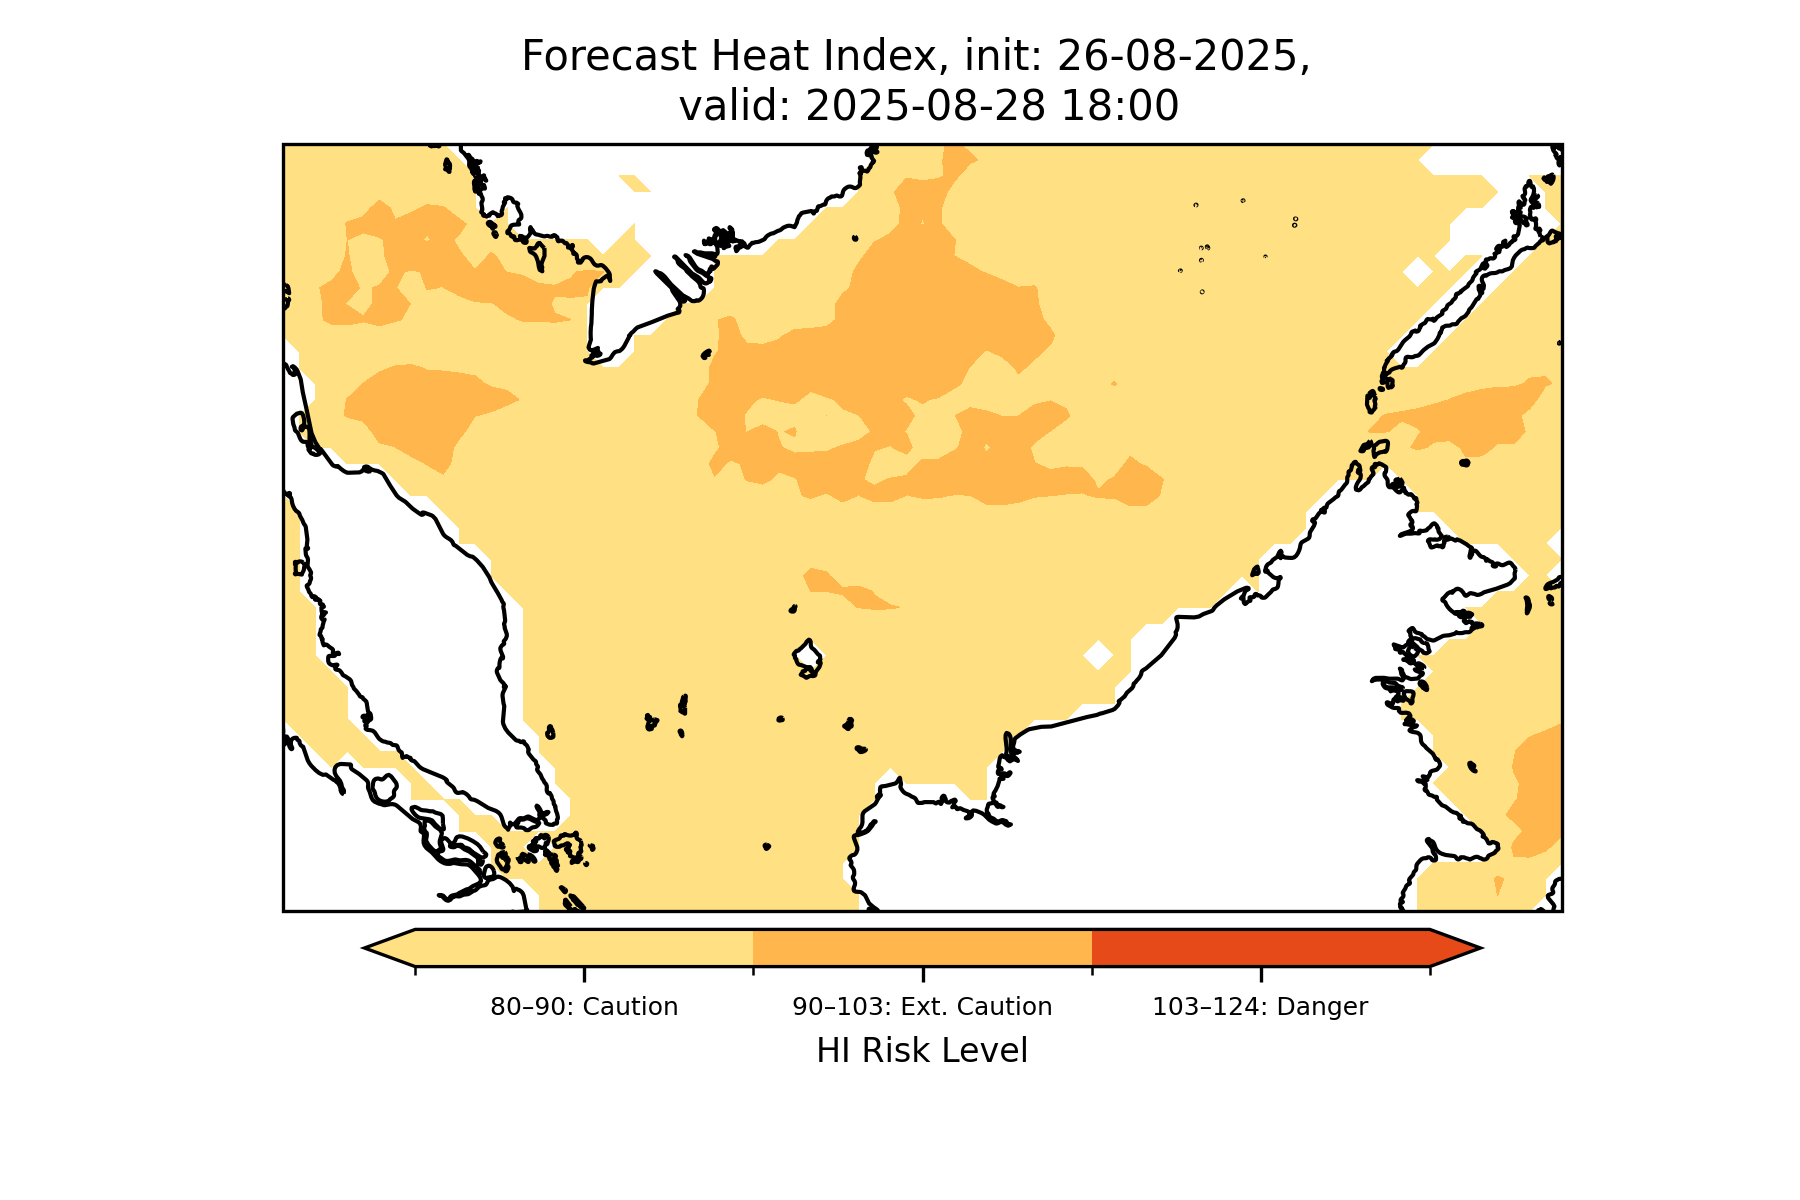 Forecast Heat Index, init: 26-08-2025,
valid: 2025-08-28 18:00
80–90: Caution
90–103: Ext. Caution
103–124: Danger
HI Risk Level